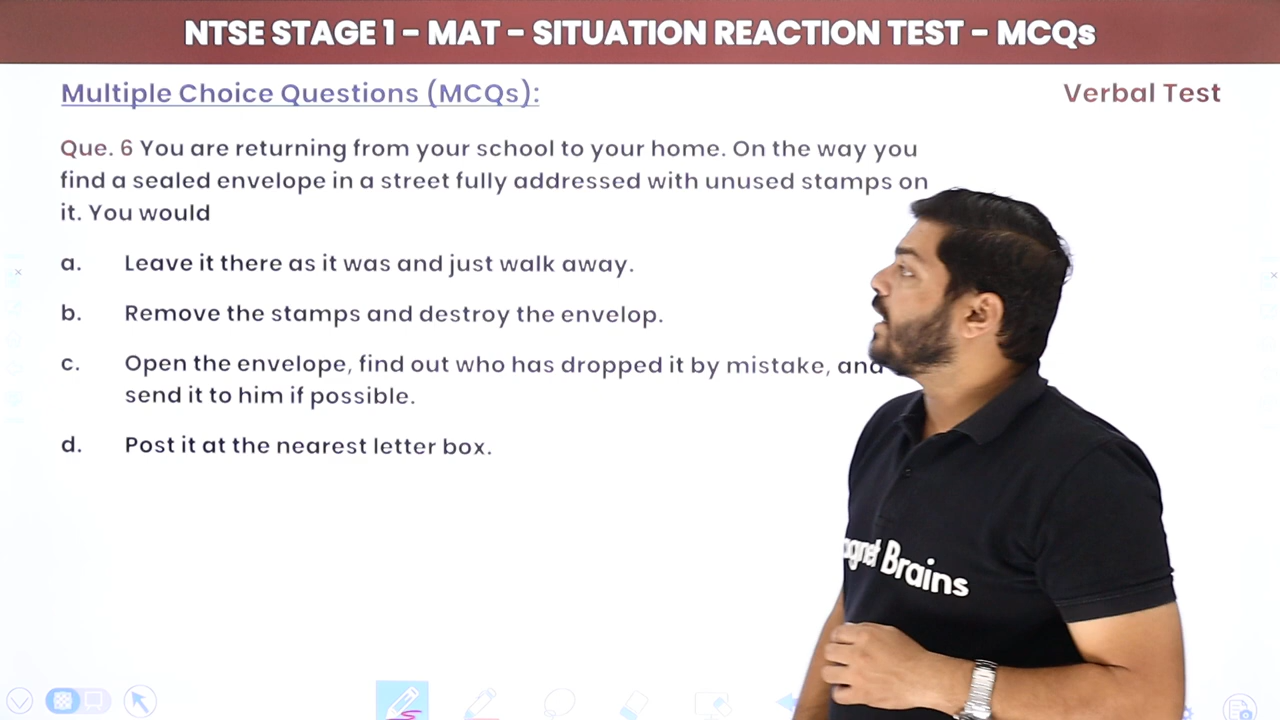 NTSE STAGE 1 – MAT – SITUATION REACTION TEST – MCQs
Multiple Choice Questions (MCQs):
Verbal Test
Que. 6 You are returning from your school to your home. On the way you
find a sealed envelope in a street fully addressed with unused stamps on
it. You would
a. Leave it there as it was and just walk away.
b. Remove the stamps and destroy the envelop.
c. Open the envelope, find out who has dropped it by mistake, and
send it to him if possible.
d. Post it at the nearest letter box.
Brains